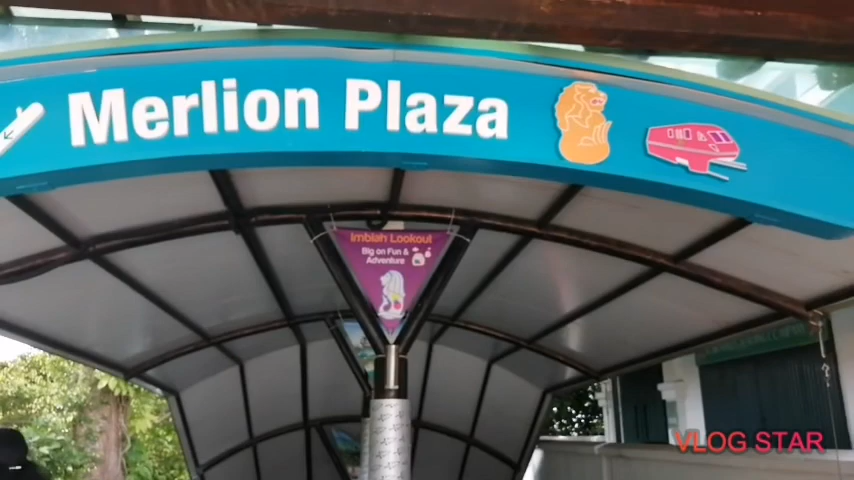 Merlion Plaza
Imbiah Lookout
Big on Fun &
Adventure
VLOG STAR